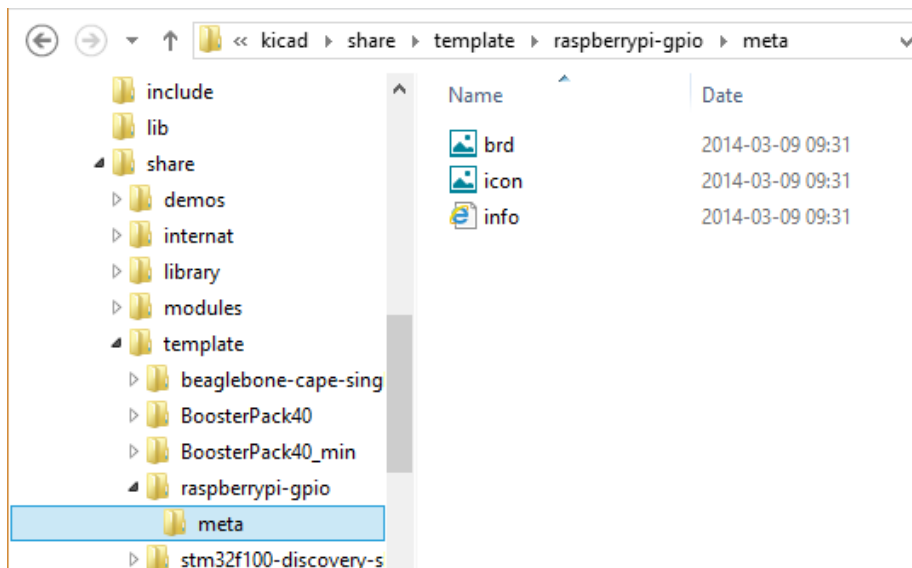 « kicad ▸ share ▸ template ▸ raspberrypi-gpio ▸ meta
include
lib
share
demos
internat
library
modules
template
beaglebone-cape-sing
BoosterPack40
BoosterPack40_min
raspberrypi-gpio
meta
stm32f100-discovery-s
Name Date
brd 2014-03-09 09:31
icon 2014-03-09 09:31
info 2014-03-09 09:31